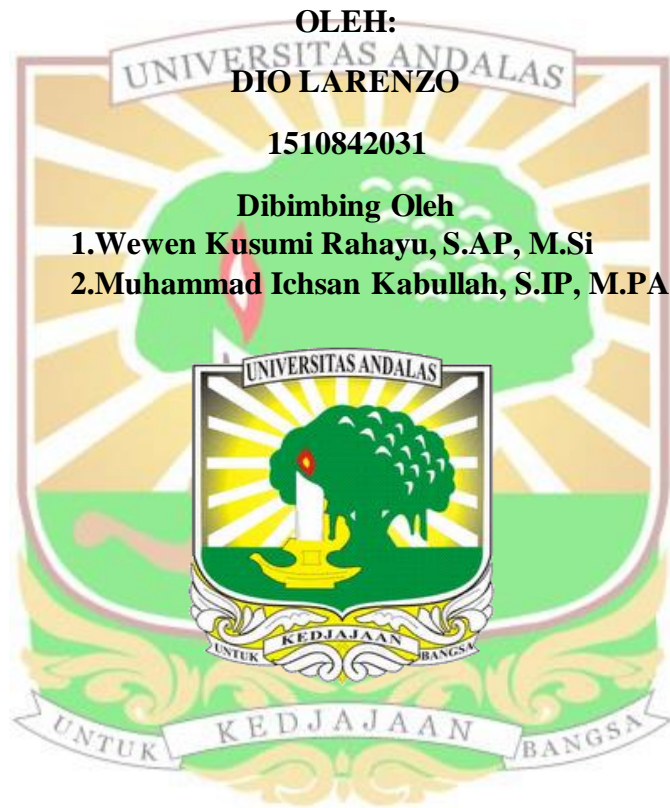 OLEH:
UNIVERSITAS ANDALAS
DIO LARENZO
1510842031
Dibimbing Oleh
1.Wewen Kusumi Rahayu, S.AP, M.Si
2.Muhammad Ichsan Kabullah, S.IP, M.PA
UNIVERSITAS ANDALAS
UNTUK KEDJAJAAN BANGSA
UNTUK KEDJAJAAN BANGSA